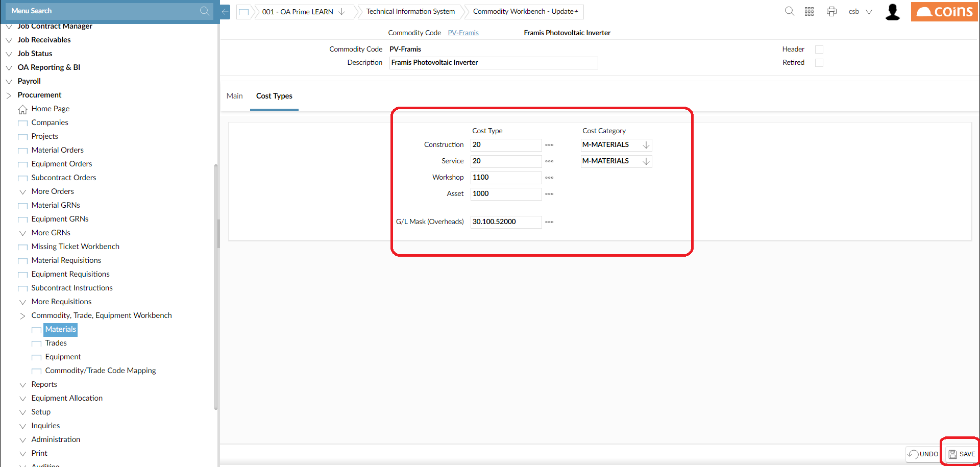 Menu Search
001 - OA Prime LEARN
Technical Information System
Commodity Workbench - Update+
csb
coins
Job Contract Manager
Job Receivables
Job Status
OA Reporting & BI
Payroll
Procurement
Home Page
Companies
Projects
Material Orders
Equipment Orders
Subcontract Orders
More Orders
Material GRNs
Equipment GRNs
More GRNs
Missing Ticket Workbench
Material Requisitions
Equipment Requisitions
Subcontract Instructions
More Requisitions
Commodity, Trade, Equipment Workbench
Materials
Trades
Equipment
Commodity/Trade Code Mapping
Reports
Equipment Allocation
Setup
Inquiries
Administration
Print
Auditing
Commodity Code PV-Framis Framis Photovoltaic Inverter
Commodity Code PV-Framis Header
Description Framis Photovoltaic Inverter Retired
Main Cost Types
Cost Type Cost Category
Construction 20 M-MATERIALS
Service 20 M-MATERIALS
Workshop 1100
Asset 1000
G/L Mask (Overheads) 30.100.52000
UNDO SAVE